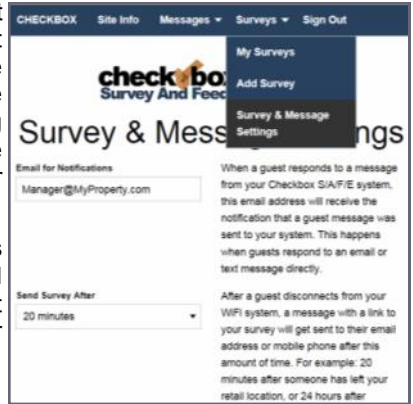 CHECKBOX Site Info Messages Surveys Sign Out
My Surveys
Add Survey
Survey & Message
Settings
check bo
Survey And Feed
Survey & Mess ngs
Email for Notifications
Manager@MyProperty.com
When a guest responds to a message
from your Checkbox S/A/F/E system,
this email address will receive the
notification that a guest message was
sent to your system. This happens
when guests respond to an email or
text message directly.
Send Survey After
20 minutes
After a guest disconnects from your
WiFi system, a message with a link to
your survey will get sent to their email
address or mobile phone after this
amount of time. For example: 20
minutes after someone has left your
retail location, or 24 hours after